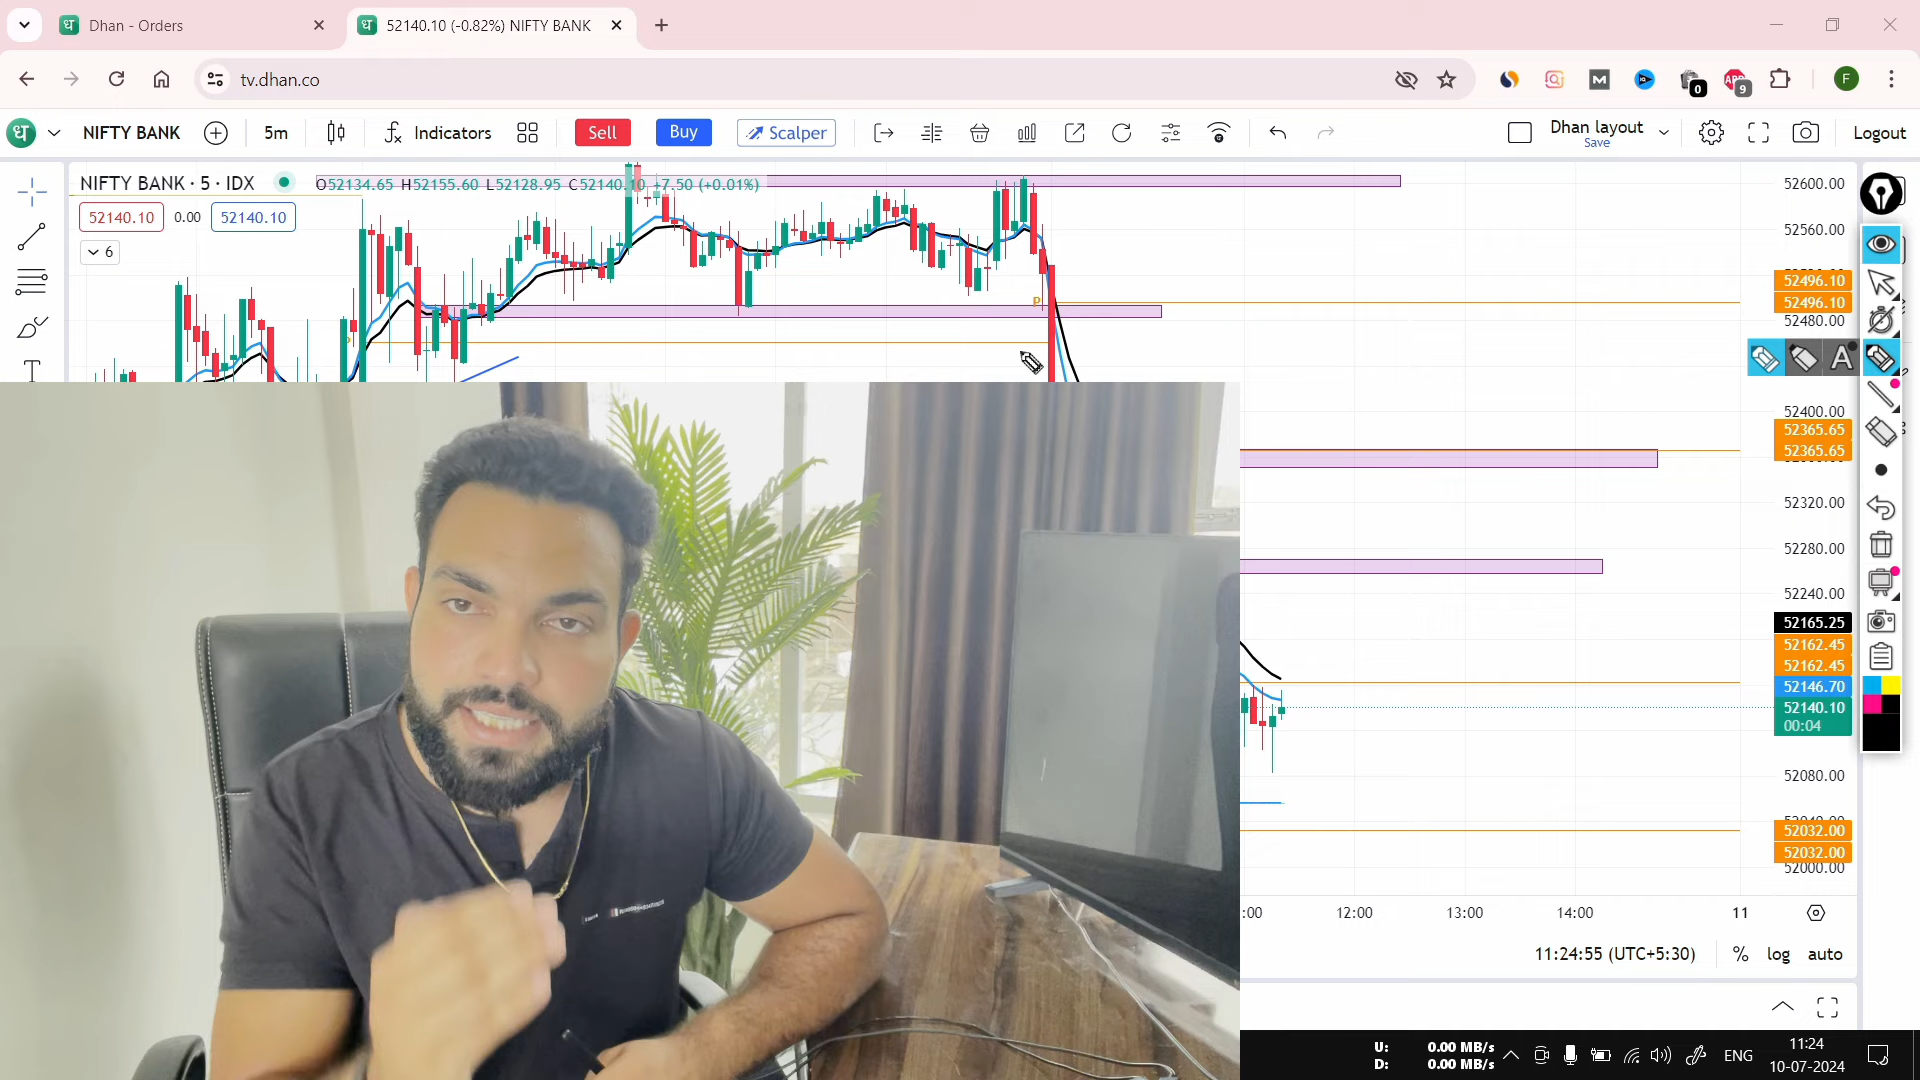 Dhan - Orders
52140.10 (-0.82%) NIFTY BANK
tv.dhan.co
M
0
ABP
9
F
ध
NIFTY BANK
5m
Indicators
Sell
Buy
Scalper
Dhan layout
Save
Logout
NIFTY BANK · 5 · IDX
O52134.65 H52155.60 L52128.95 C52140.10 +7.50 (+0.01%)
52140.10
0.00
52140.10
6
P
52600.00
52560.00
52496.10
52496.10
52480.00
52400.00
52365.65
52365.65
52320.00
52280.00
52240.00
52165.25
52162.45
52162.45
52146.70
52140.10
00:04
52080.00
52032.00
52032.00
52000.00
:00
12:00
13:00
14:00
11
11:24:55 (UTC+5:30)
%
log
auto
U: 0.00 MB/s
D: 0.00 MB/s
ENG
11:24
10-07-2024